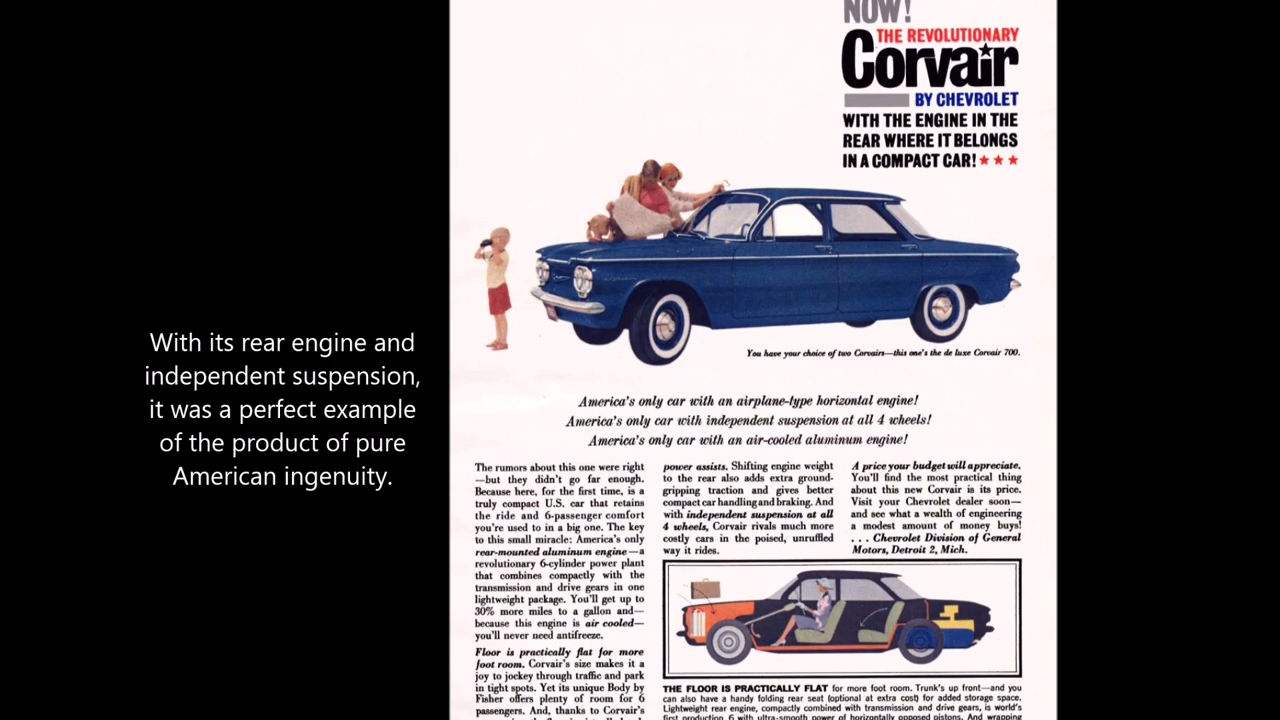 With its rear engine and
independent suspension,
it was a perfect example
of the product of pure
American ingenuity.
NOW!
THE REVOLUTIONARY
Corvair
BY CHEVROLET
WITH THE ENGINE IN THE
REAR WHERE IT BELONGS
IN A COMPACT CAR!
You have your choice of two Corvairs—this one's the de luxe Corvair 700.
America's only car with an airplane-type horizontal engine!
America's only car with independent suspension at all 4 wheels!
America's only car with an air-cooled aluminum engine!
The rumors about this one were right
—but they didn't go far enough.
Because here, for the first time, is a
truly compact U.S. car that retains
the ride and 6-passenger comfort
you're used to in a big one. The key
to this small miracle: America's only
rear-mounted aluminum engine—a
revolutionary 6-cylinder power plant
that combines compactly with the
transmission and drive gears in one
lightweight package. You'll get up to
30% more miles to a gallon and—
because this engine is air cooled—
you'll never need antifreeze.
Floor is practically flat for more
foot room. Corvair's size makes it a
joy to jockey through traffic and park
in tight spots. Yet its unique Body by
Fisher offers plenty of room for 6
passengers. And, thanks to Corvair's
power assists. Shifting engine weight
to the rear also adds extra ground-
gripping traction and gives better
compact car handling and braking. And
with independent suspension at all
4 wheels, Corvair rivals much more
costly cars in the poised, unruffled
way it rides.
A price your budget will appreciate.
You'll find the most practical thing
about this new Corvair is its price.
Visit your Chevrolet dealer soon—
and see what a wealth of engineering
a modest amount of money buys!
. . . Chevrolet Division of General
Motors, Detroit 2, Mich.
THE FLOOR IS PRACTICALLY FLAT for more foot room. Trunk's up front—and you
can also have a handy folding rear seat (optional at extra cost) for added storage space.
Lightweight rear engine, compactly combined with transmission and drive gears, is world's
first production 6 with ultra-smooth power of horizontally opposed pistons. And wrapping